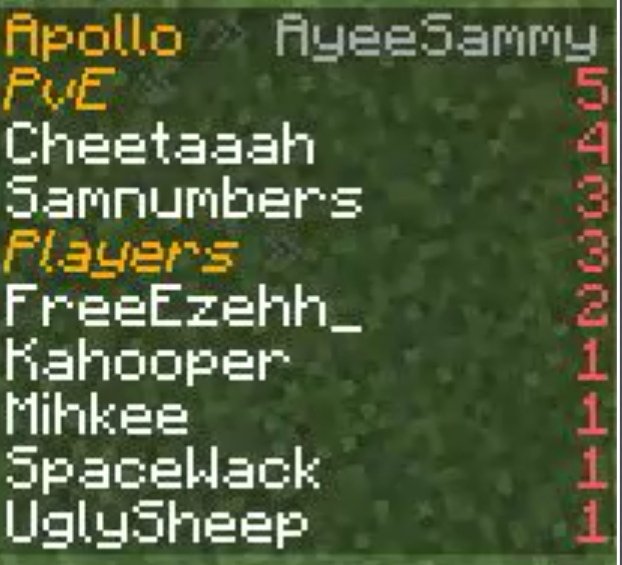 Apollo » AyeeSammy
PvE » 5
Cheetaaah 4
Samnumbers 3
Players » 3
FreeEzehh_ 2
Kahooper 1
Mihkee 1
SpaceWack 1
UglySheep 1